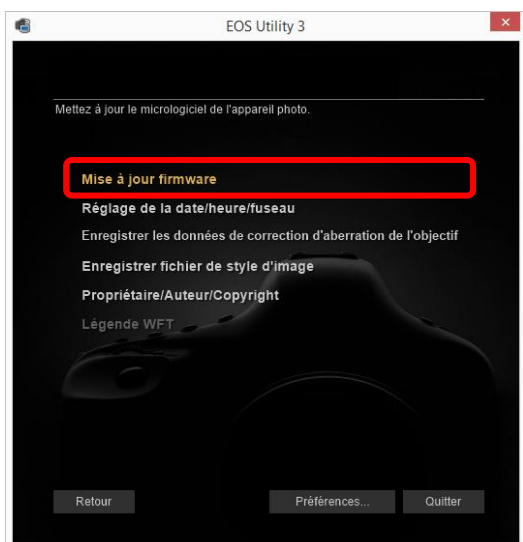 EOS Utility 3
Mettez à jour le micrologiciel de l'appareil photo.
Mise à jour firmware
Réglage de la date/heure/fuseau
Enregistrer les données de correction d'aberration de l'objectif
Enregistrer fichier de style d'image
Propriétaire/Auteur/Copyright
Légende WFT
Retour Préférences... Quitter